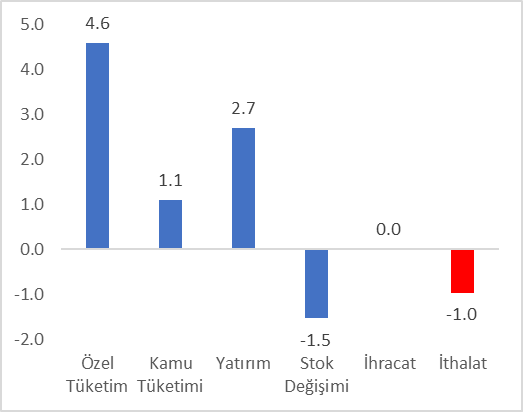 5.0
4.0
3.0
2.0
1.0
0.0
-1.0
-2.0
4.6
1.1
2.7
-1.5
0.0
-1.0
Özel
Tüketim
Kamu
Tüketimi
Yatırım
Stok
Değişimi
İhracat
İthalat